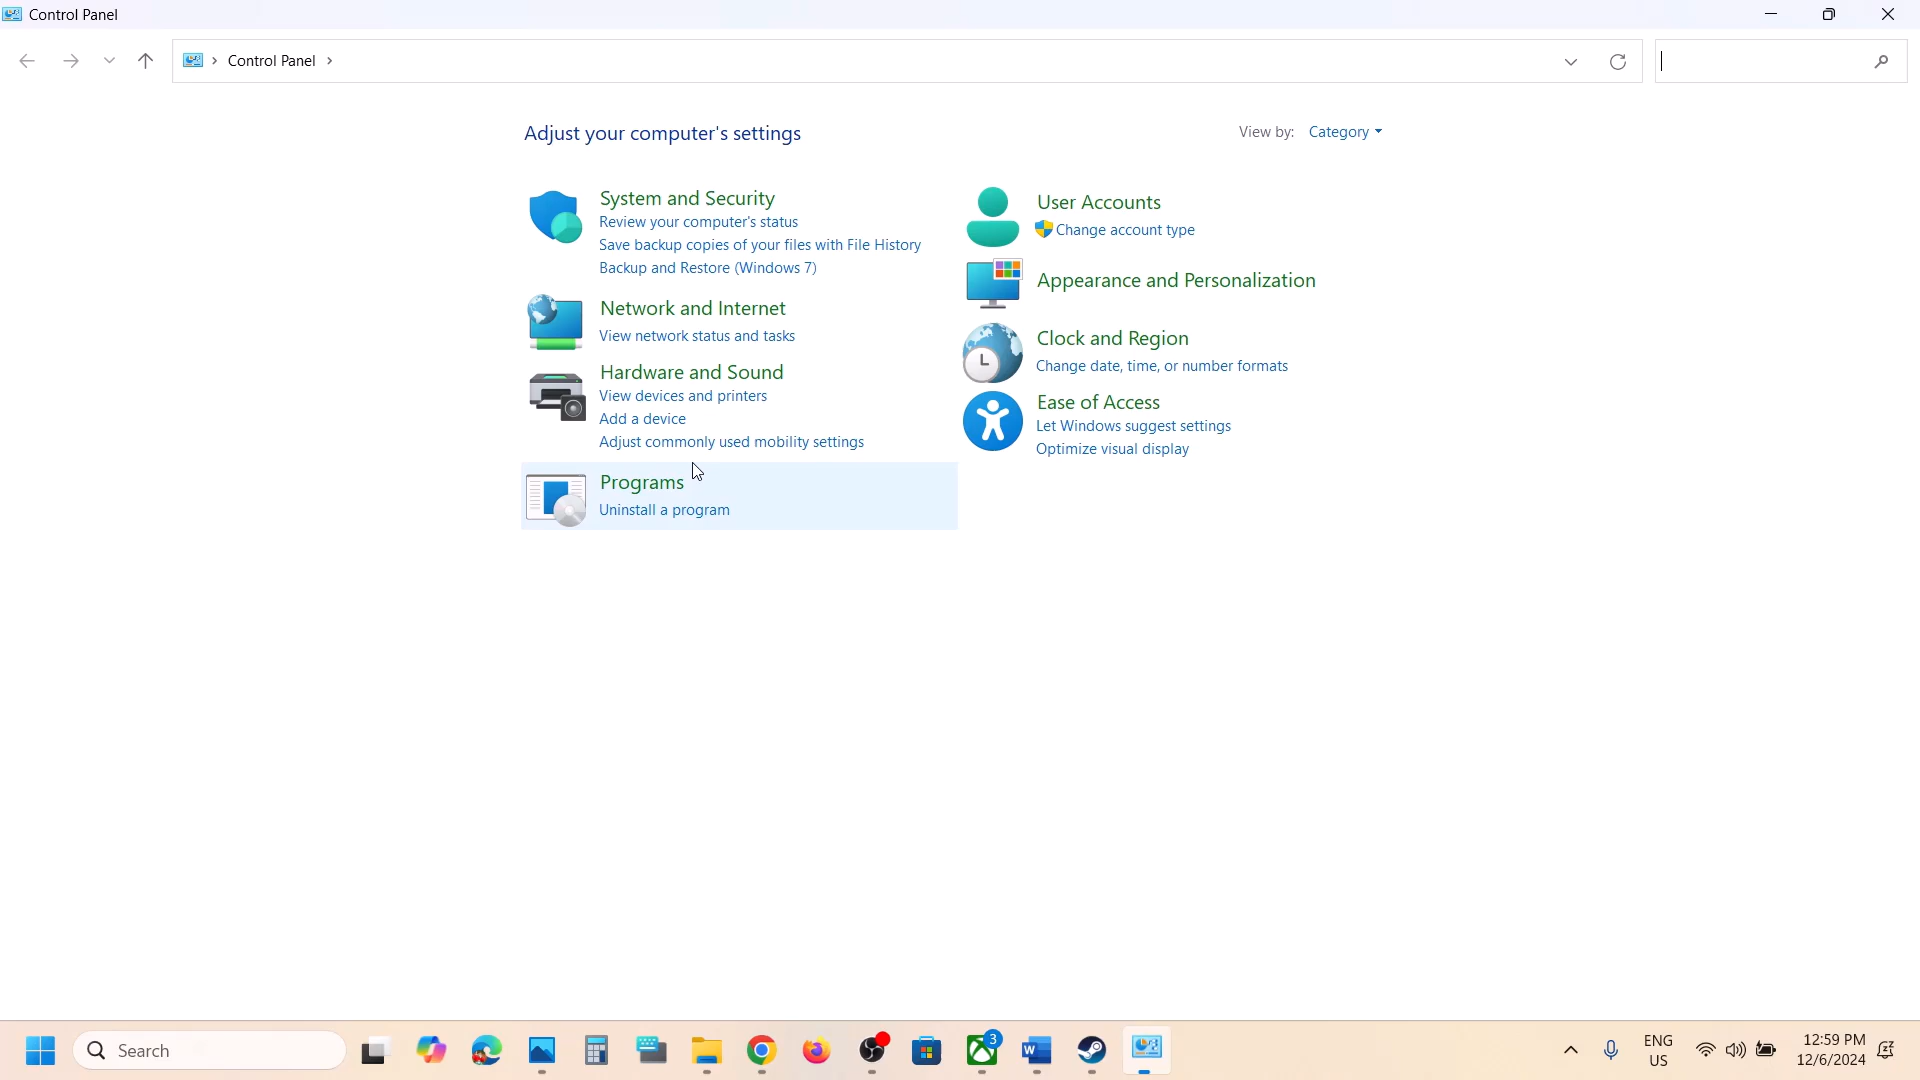 Control Panel
Control Panel
Adjust your computer's settings
View by: Category
System and Security
Review your computer's status
Save backup copies of your files with File History
Backup and Restore (Windows 7)
Network and Internet
View network status and tasks
Hardware and Sound
View devices and printers
Add a device
Adjust commonly used mobility settings
Programs
Uninstall a program
User Accounts
Change account type
Appearance and Personalization
Clock and Region
Change date, time, or number formats
Ease of Access
Let Windows suggest settings
Optimize visual display
Search
3
W
ENG
US
12:59 PM
12/6/2024